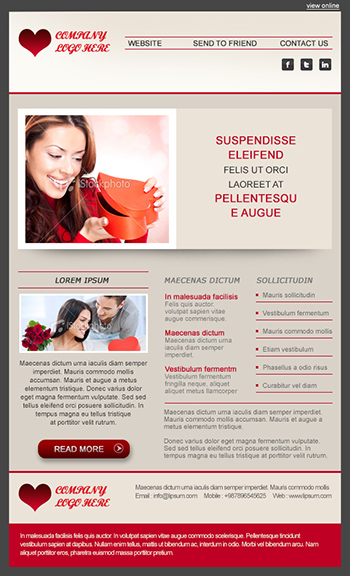 view online
COMPANY
LOGO HERE
WEBSITE SEND TO FRIEND CONTACT US
iStockphoto
SUSPENDISSE
ELEIFEND
FELIS UT ORCI
LAOREET AT
PELLENTESQU
E AUGUE
LOREM IPSUM
Maecenas dictum urna iaculis diam semper
mollis. Mauris commodo mollis
accumsan. Mauris et augue a metus
elementum tristique. Donec varius dolor
eget magna fermentum vulputate. Sed sed
tellus eleifend orci posuere sollicitudin. In
tempus magna eu tellus tristique
at porttitor velit rutrum.
READ MORE
MAECENAS DICTUM
In malesuada facilisis
Felis quis auctor.
volutpat sapien vitae
augue commerisque.
Maecenas dictum
Maecenas dictum urna
iaculis diam semper
imperdiet.
Vestibulum fermentm
Vestibulum fermentum
fringilla neque, aliquet
aliquet metus llamcorper
SOLLICITUDIN
Mauris sollicitudin
Vestibulum fermentum
Mauris commodo mollis
Etiam vestibulum
Phasellus a odio risus
Curabitur vel diam
Maecenas dictum urna iaculis diam semper imperdiet.
Mauris commodo mollis accumsan. Mauris et augue a
metus elementum tristique.
Donec varius dolor eget magna fermentum vulputate.
Sed sed tellus eleifend orci posuere sollicitudin. In
tempus magna eu tellus tristique at porttitor velit rutrum.
COMPANY
LOGO HERE
Maecenas dictum urna iaculis diam semper imperdiet. Mauris commodo mollis
Email : info@lipsum.com Mobile : +987896545625 Web : www.lipsum.com
In malesuada facilisis felis quis auctor. In volutpat sapien vitae augue commodo scelerisque. Pellentesque tincidunt
vestibulum sapien at dapibus. Nullam enim tellus, mattis ut bibendum ac, interdum in odio. Morbi vitae enim arcu. Nam
aliquet porttitor eros, pharetra euismod massa porttitor pretium.